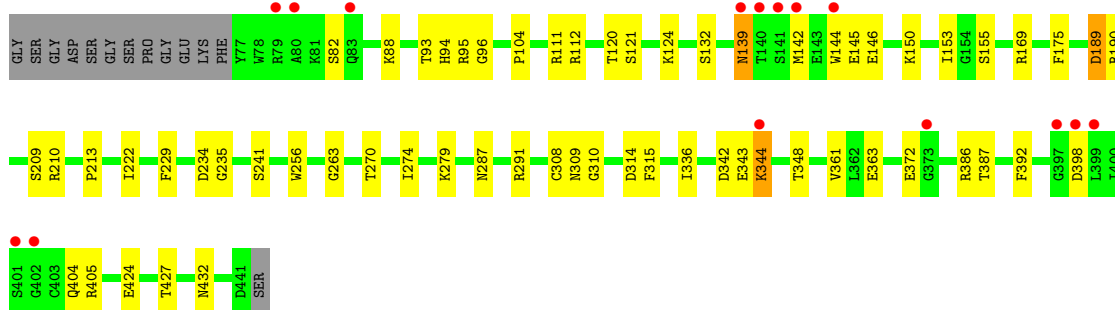 GLY SER GLY ASP SER GLY SER PRO GLY GLU LYS PHE Y77 W78 R79 A80 K81 S82 Q83 K88 T93 H94 R95 G96 P104 R111 R112 T120 S121 K124 S132 N139 T140 S141 M142 E143 W144 E145 E146 K150 I153 G154 S155 R169 F175 D189 R190
S209 R210 P213 I222 F229 D234 G235 S241 W256 G263 T270 I274 K279 N287 R291 C308 N309 G310 D314 F315 I336 D342 E343 K344 T348 V361 L362 E363 E372 G373 R386 T387 F392 G397 D398 L399 I400
S401 G402 C403 Q404 R405 E424 T427 N432 D441 SER